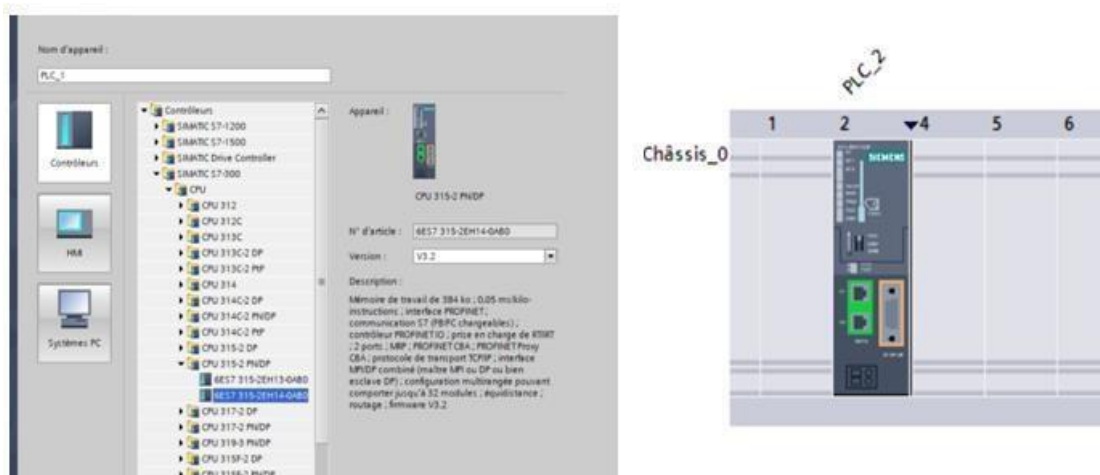 Nom d'appareil :
PLC_1
Contrôleurs
HMI
Systèmes PC
Contrôleurs
SIMATIC S7-1200
SIMATIC S7-1500
SIMATIC Drive Controller
SIMATIC S7-300
CPU
CPU 312
CPU 312C
CPU 313C
CPU 313C-2 DP
CPU 313C-2 PtP
CPU 314
CPU 314C-2 DP
CPU 314C-2 PN/DP
CPU 314C-2 PtP
CPU 315-2 DP
CPU 315-2 PN/DP
6ES7 315-2EH13-0AB0
6ES7 315-2EH14-0AB0
CPU 317-2 DP
CPU 317-2 PN/DP
CPU 319-3 PN/DP
CPU 315F-2 DP
CPU 315F-2 PN/DP
Appareil :
CPU 315-2 PN/DP
N° d'article : 6ES7 315-2EH14-0AB0
Version : V3.2
Description :
Mémoire de travail de 384 ko ; 0,05 ms/kilo-
instructions ; interface PROFINET ;
communication S7 (FB/FC chargeables) ;
contrôleur PROFINET IO ; prise en charge de RT/IRT
; 2 ports ; MRP ; PROFINET CBA ; PROFINET Proxy
CBA ; protocole de transport TCP/IP ; interface
MPI/DP combiné (maître MPI ou DP ou bien
esclave DP) ; configuration multirangée pouvant
comporter jusqu'à 32 modules ; équidistance ;
routage ; firmware V3.2
PLC_2
1 2 4 5 6
Châssis_0
SIEMENS